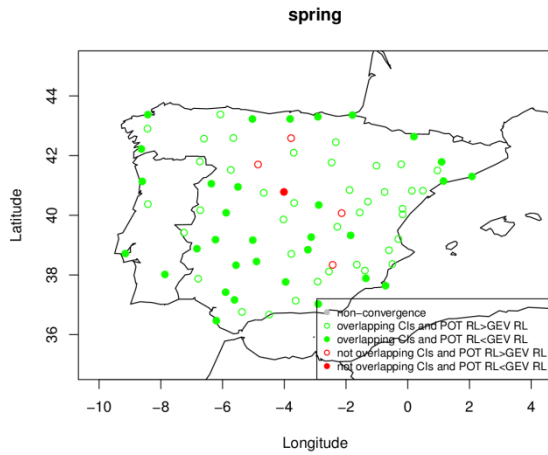 spring
44
42
40
38
36
Latitude
non-convergence
overlapping CIs and POT RL>GEV RL
overlapping CIs and POT RL<GEV RL
not overlapping CIs and POT RL>GEV RL
not overlapping CIs and POT RL<GEV RL
−10 −8 −6 −4 −2 0 2 4
Longitude